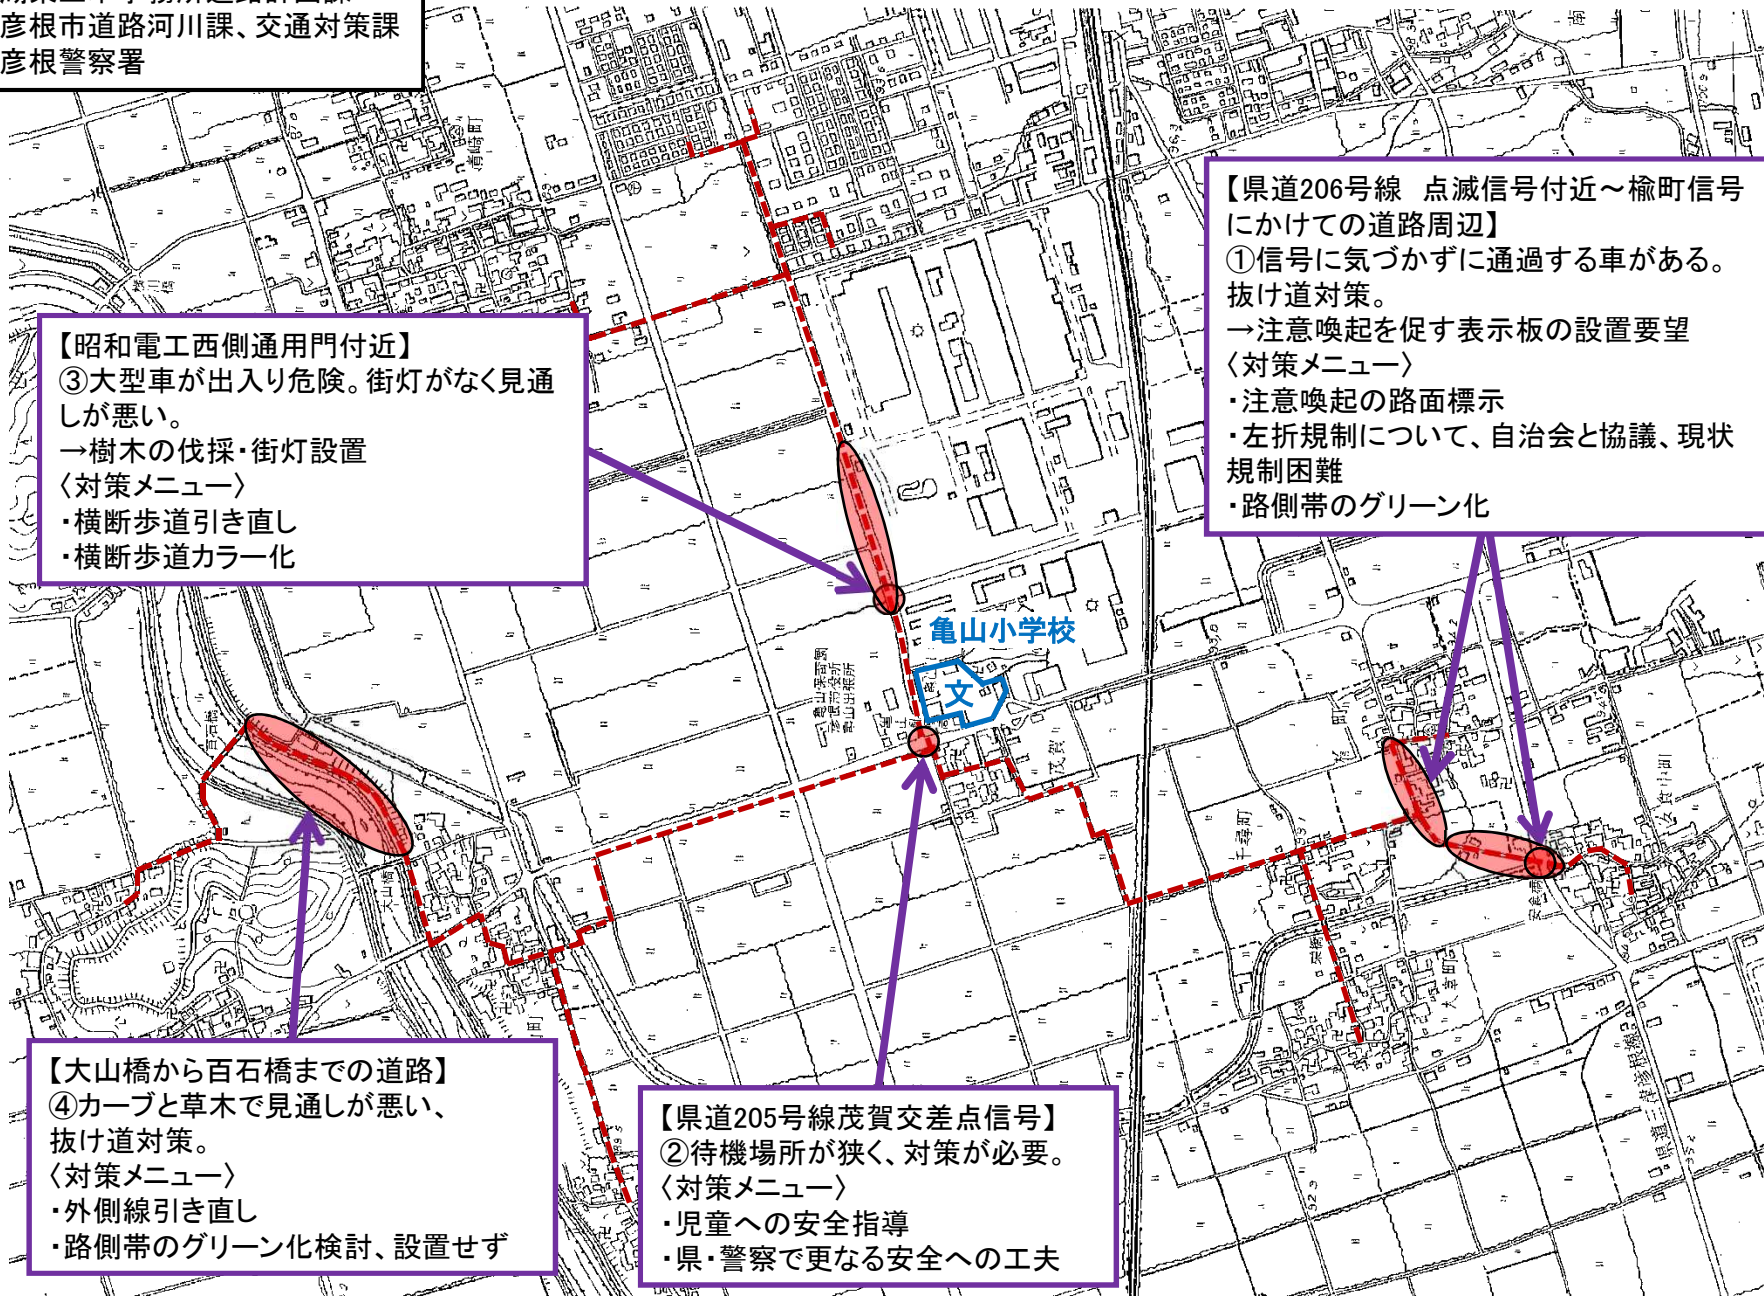 彦根市道路河川課、交通対策課
彦根警察署
【県道206号線　点滅信号付近～楡町信号
にかけての道路周辺】
①信号に気づかずに通過する車がある。
抜け道対策。
→注意喚起を促す表示板の設置要望
〈対策メニュー〉
・注意喚起の路面標示
・左折規制について、自治会と協議、現状
規制困難
・路側帯のグリーン化
【昭和電工西側通用門付近】
③大型車が出入り危険。街灯がなく見通
しが悪い。
→樹木の伐採・街灯設置
〈対策メニュー〉
・横断歩道引き直し
・横断歩道カラー化
亀山小学校
文
亀山出張所
茂賀
千尋町
大山橋
百石橋
【大山橋から百石橋までの道路】
④カーブと草木で見通しが悪い、
抜け道対策。
〈対策メニュー〉
・外側線引き直し
・路側帯のグリーン化検討、設置せず
【県道205号線茂賀交差点信号】
②待機場所が狭く、対策が必要。
〈対策メニュー〉
・児童への安全指導
・県・警察で更なる安全への工夫